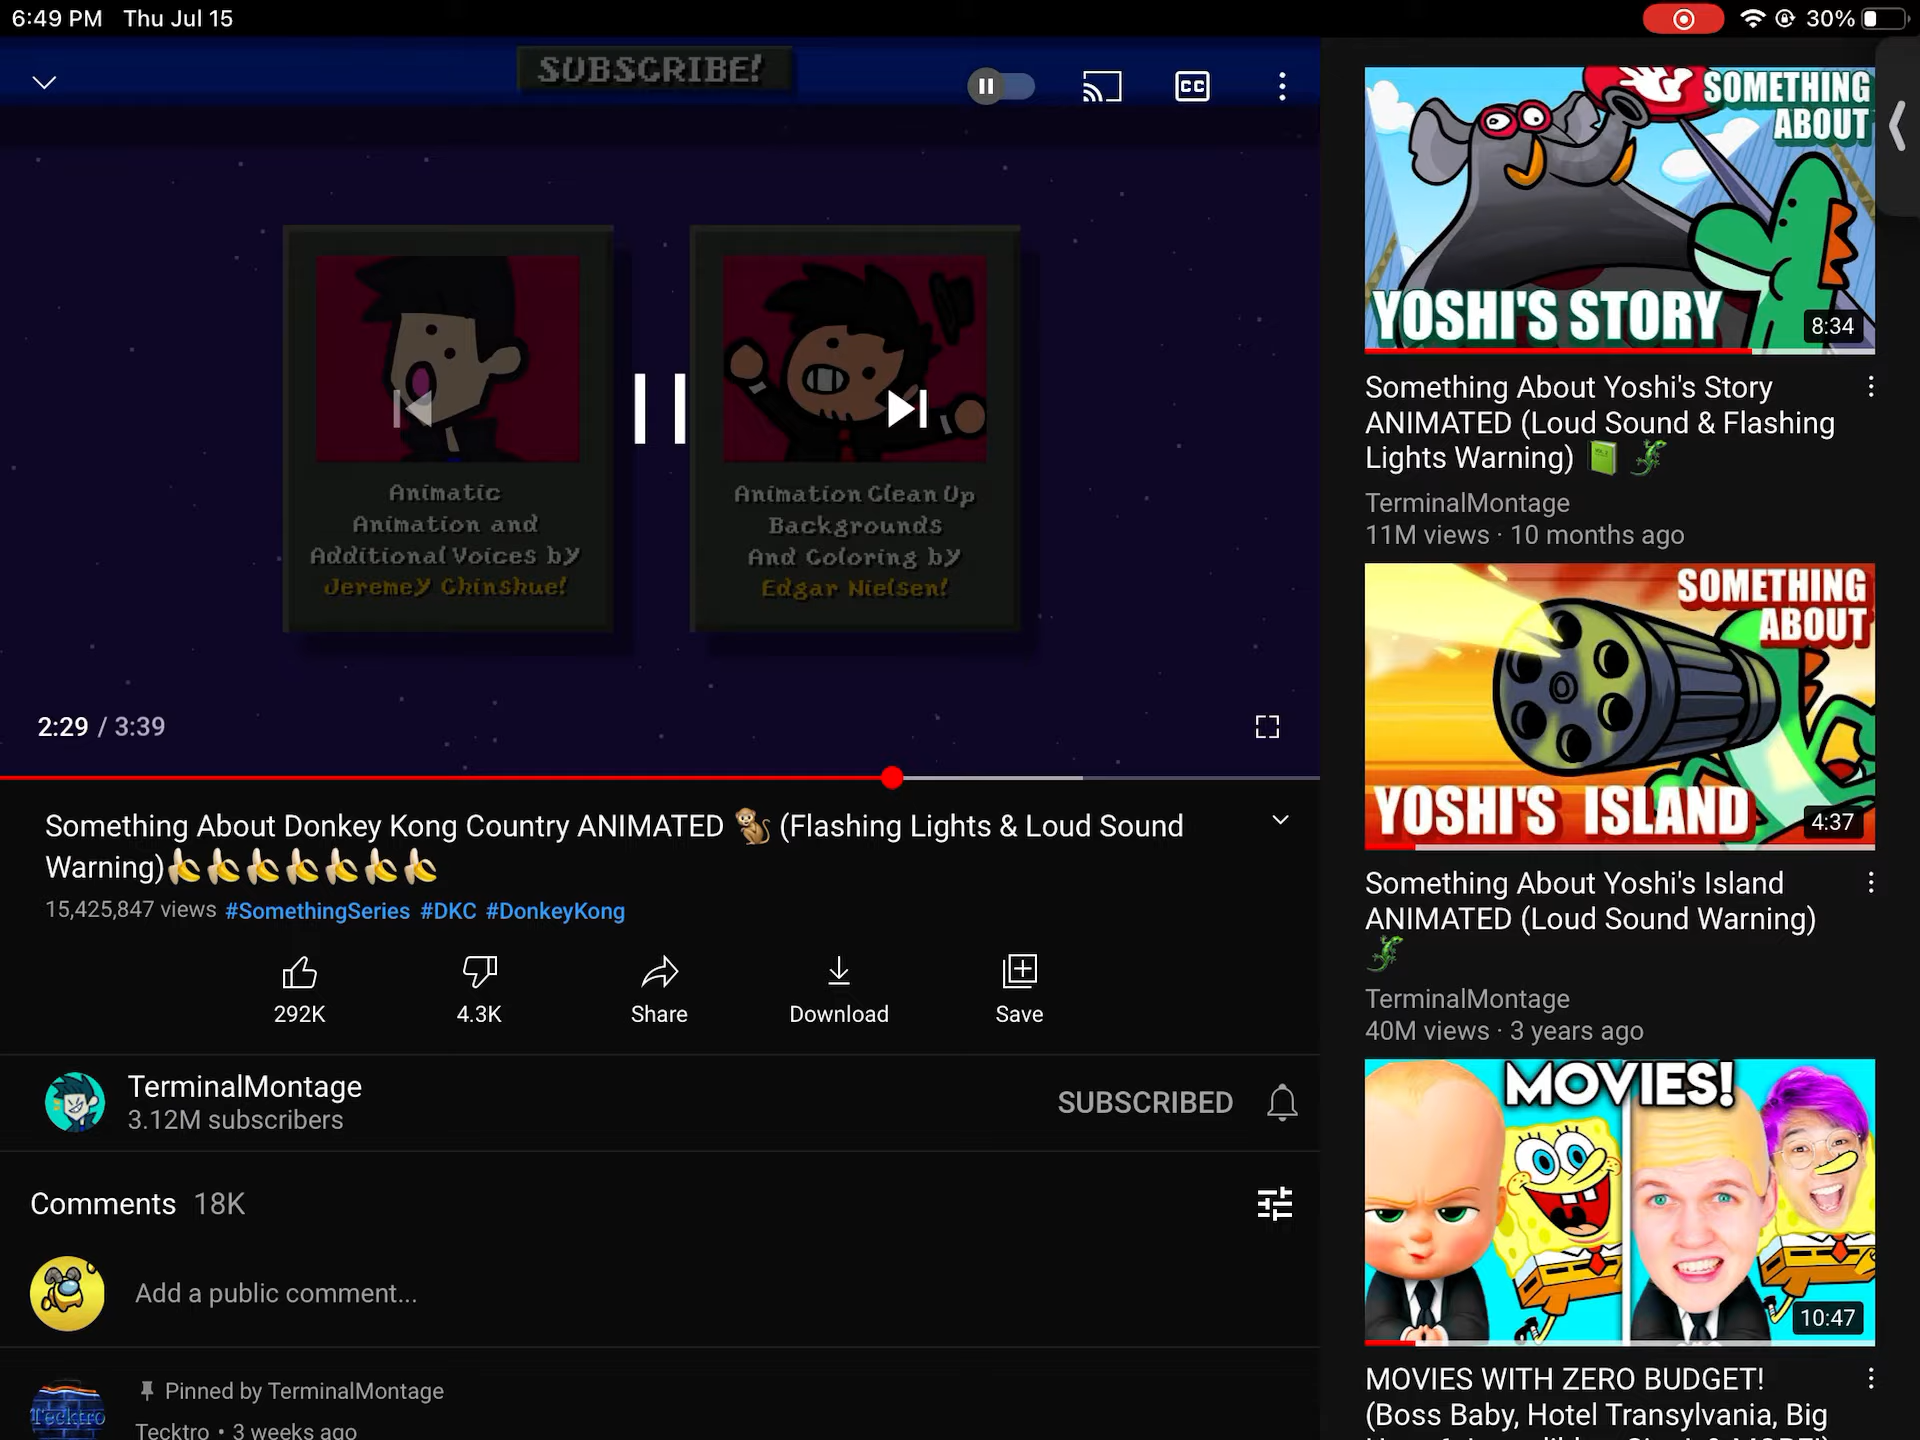 6:49 PM Thu Jul 15
30%
SUBSCRIBE!
CC
Animatic
Animation and
Additional Voices by
Jeremey Chinshue!
Animation Clean Up
Backgrounds
And Coloring by
Edgar Nielsen!
2:29 / 3:39
Something About Donkey Kong Country ANIMATED 🐒 (Flashing Lights & Loud Sound
Warning)🍌🍌🍌🍌🍌🍌🍌
15,425,847 views #SomethingSeries #DKC #DonkeyKong
292K
4.3K
Share
Download
Save
TerminalMontage
3.12M subscribers
SUBSCRIBED
Comments 18K
Add a public comment...
Pinned by TerminalMontage
Tecktro
Tecktro • 3 weeks ago
SOMETHING
ABOUT
YOSHI'S STORY
8:34
Something About Yoshi's Story
ANIMATED (Loud Sound & Flashing
Lights Warning) 📗 🦎
TerminalMontage
11M views · 10 months ago
SOMETHING
ABOUT
YOSHI'S ISLAND
4:37
Something About Yoshi's Island
ANIMATED (Loud Sound Warning)
🦎
TerminalMontage
40M views · 3 years ago
MOVIES!
10:47
MOVIES WITH ZERO BUDGET!
(Boss Baby, Hotel Transylvania, Big